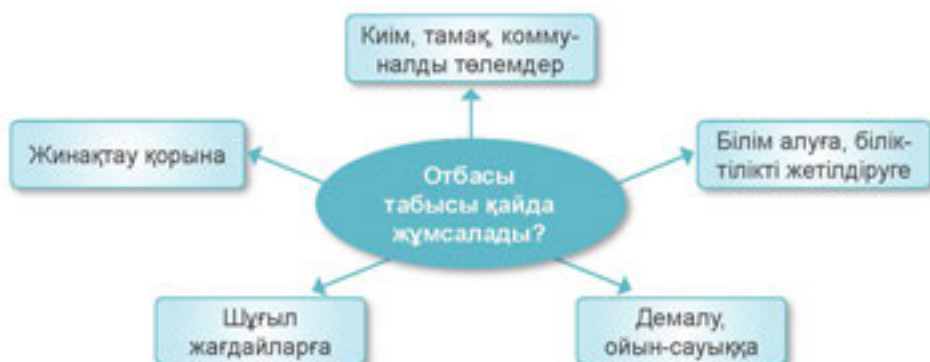 Киім, тамақ, комму-
налды төлемдер
Жинақтау қорына
Білім алуға, білік-
тілікті жетілдіруге
Отбасы
табысы қайда
жұмсалады?
Шұғыл
жағдайларға
Демалу,
ойын-сауыққа